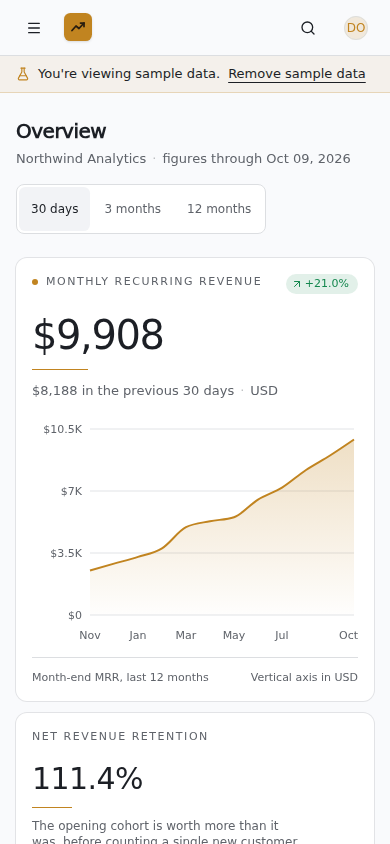 DO
You're viewing sample data. Remove sample data
Overview
Northwind Analytics · figures through Oct 09, 2026
30 days 3 months 12 months
MONTHLY RECURRING REVENUE +21.0%
$9,908
$8,188 in the previous 30 days · USD
$10.5K
$7K
$3.5K
$0
Nov Jan Mar May Jul Oct
Month-end MRR, last 12 months Vertical axis in USD
NET REVENUE RETENTION
111.4%
The opening cohort is worth more than it
was, before counting a single new customer.